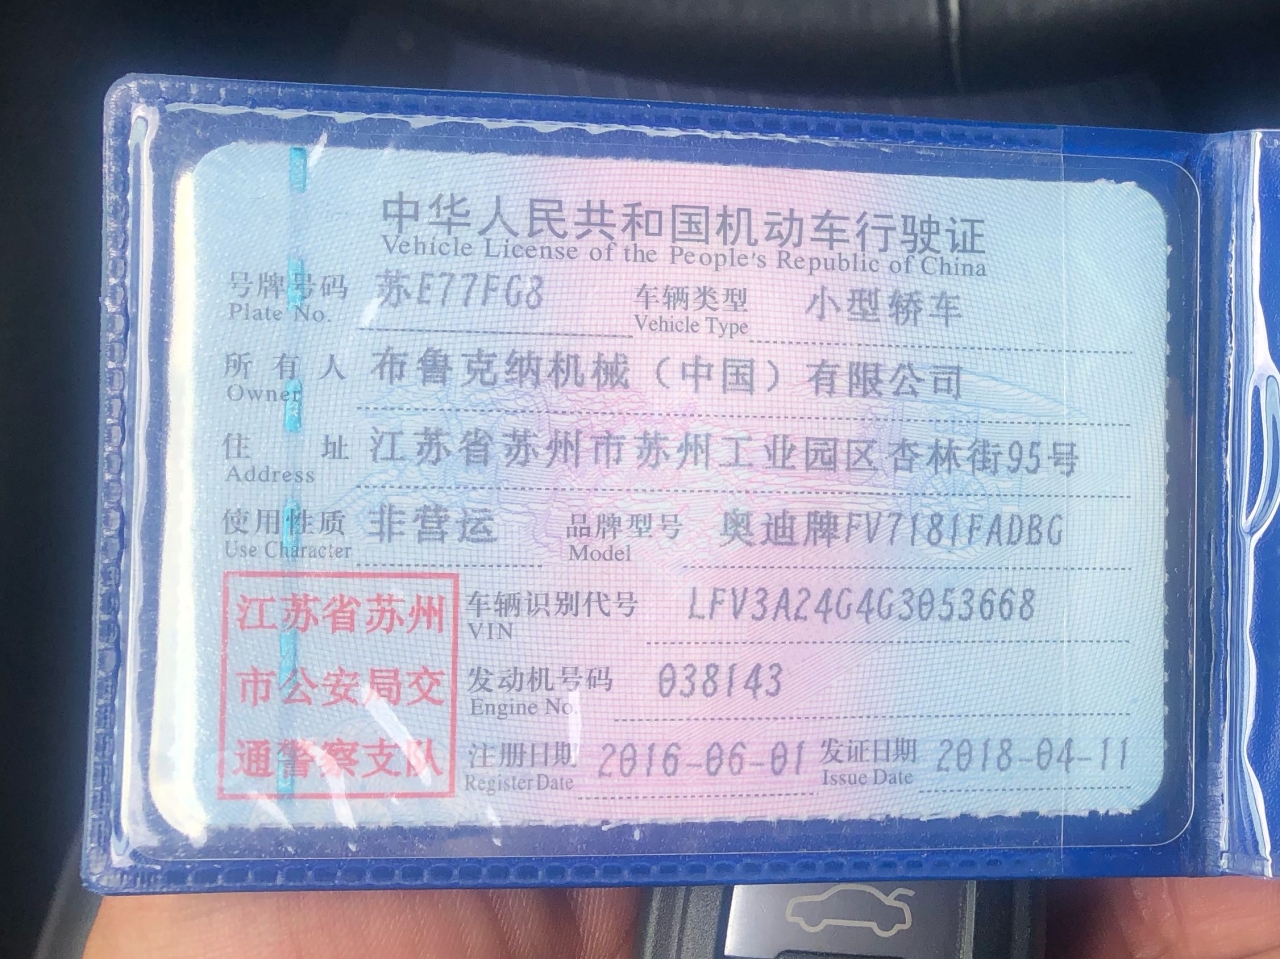 中华人民共和国机动车行驶证
Vehicle License of the People's Republic of China
号牌号码 苏E77FG8 车辆类型 小型轿车
Plate No. Vehicle Type
所有人 布鲁克纳机械（中国）有限公司
Owner
住址 江苏省苏州市苏州工业园区杏林街95号
Address
使用性质 非营运 品牌型号 奥迪牌FV7181FADBG
Use Character Model
江苏省苏州
市公安局交
通警察支队
车辆识别代号 LFV3A24G4G3053668
VIN
发动机号码 038143
Engine No.
注册日期 2016-06-01 发证日期 2018-04-11
Register Date Issue Date